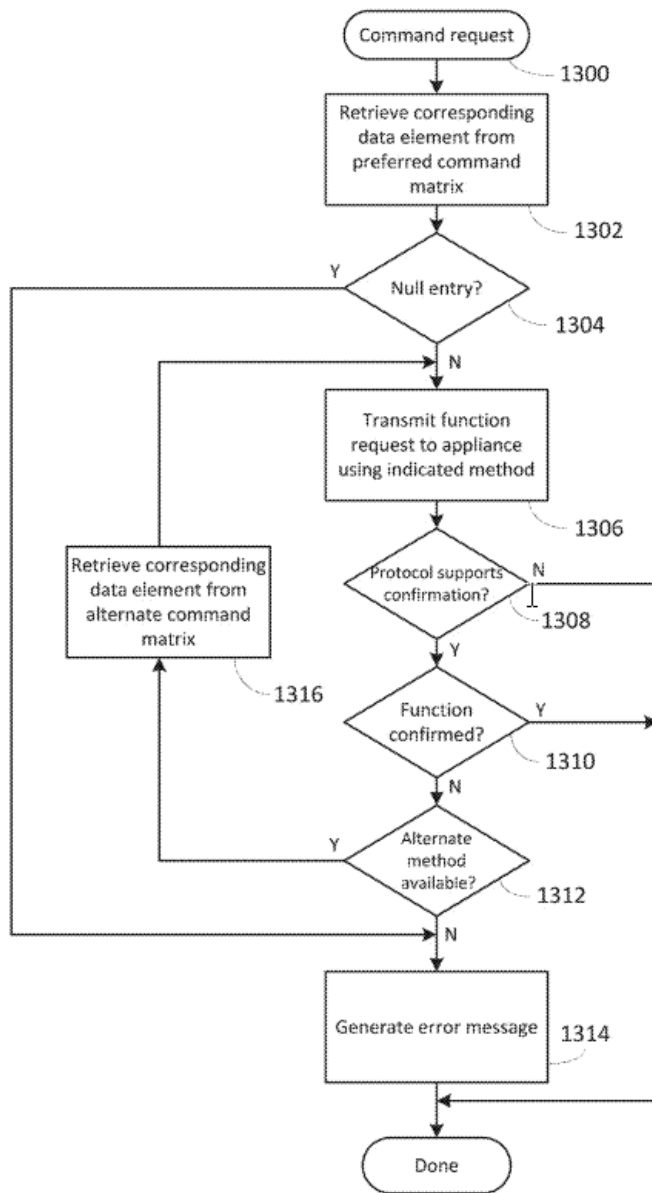 Command request
1300
Retrieve corresponding
data element from
preferred command
matrix
1302
Y
Null entry?
1304
N
Transmit function
request to appliance
using indicated method
1306
Retrieve corresponding
data element from
alternate command
matrix
1316
Protocol supports
confirmation?
N
1308
Y
Function
confirmed?
Y
1310
N
Y
Alternate
method
available?
1312
N
Generate error message
1314
Done